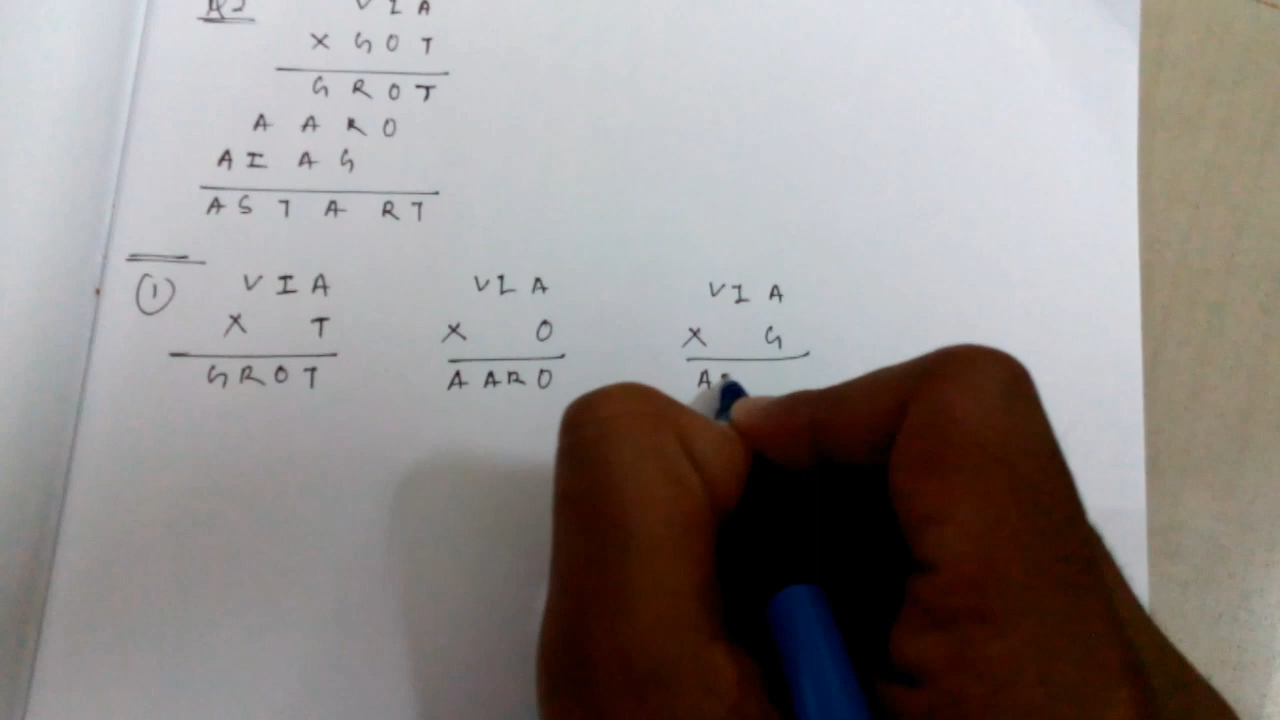 V I A
X G O T
G R O T
A A R O
A I A G
A S T A R T
1 V I A V I A V I A
X T X O X G
G R O T A A R O A